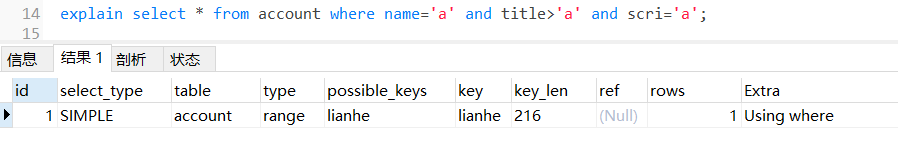 14 explain select * from account where name='a' and title>'a' and scri='a';
15
信息 结果 1 剖析 状态
id select_type table type possible_keys key key_len ref rows Extra
1 SIMPLE account range lianhe lianhe 216 (Null) 1 Using where